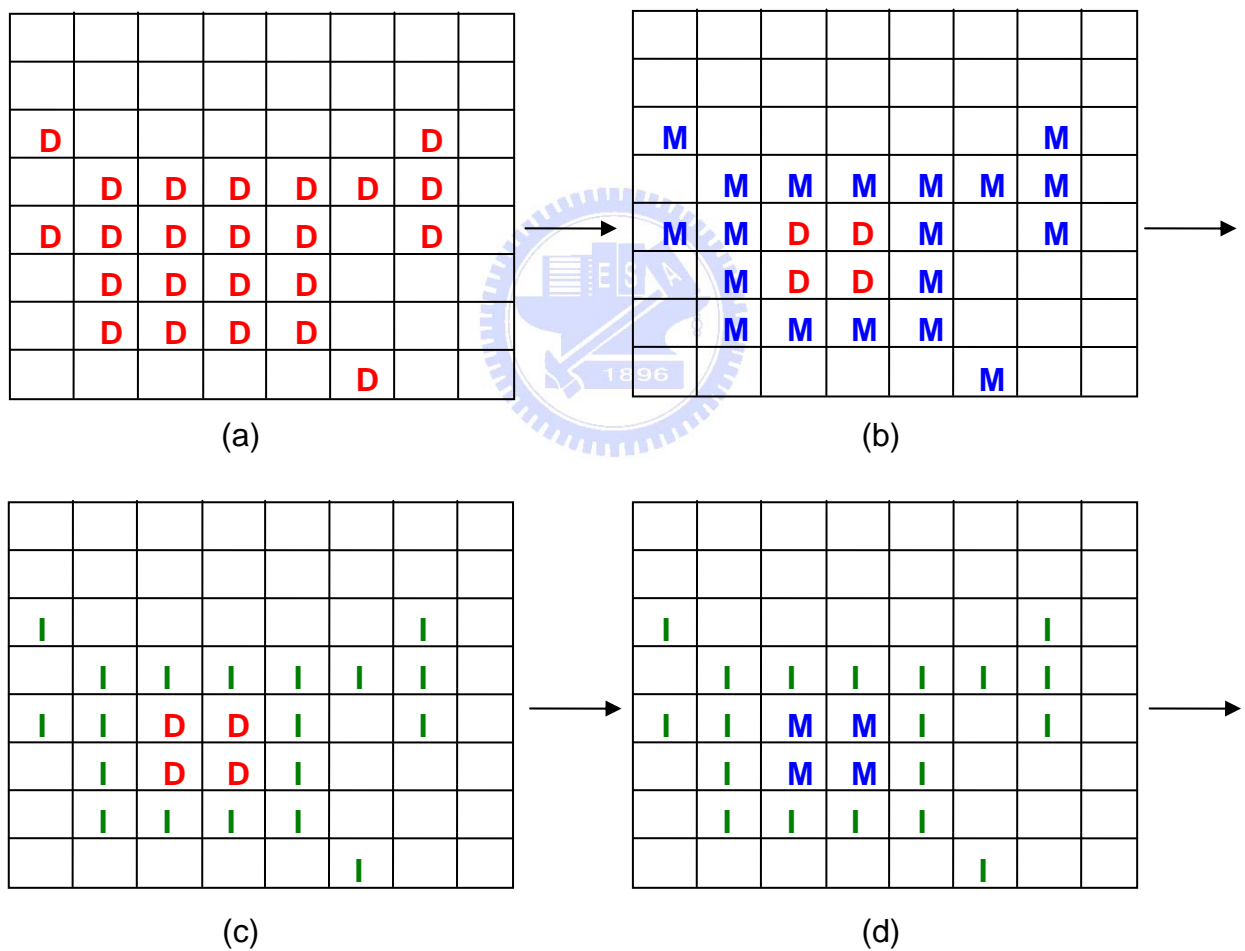 D D M M
D D D D D D M M M M M M
D D D D D D M M D D M M
D D D D M D D M
D D D D M M M M
D M
E S A
1896
(a) (b)
I I I I
I I I I I I I I I I I I
I I D D I I I I M M I I
I D D I I M M I
I I I I I I I I
I I
(c) (d)